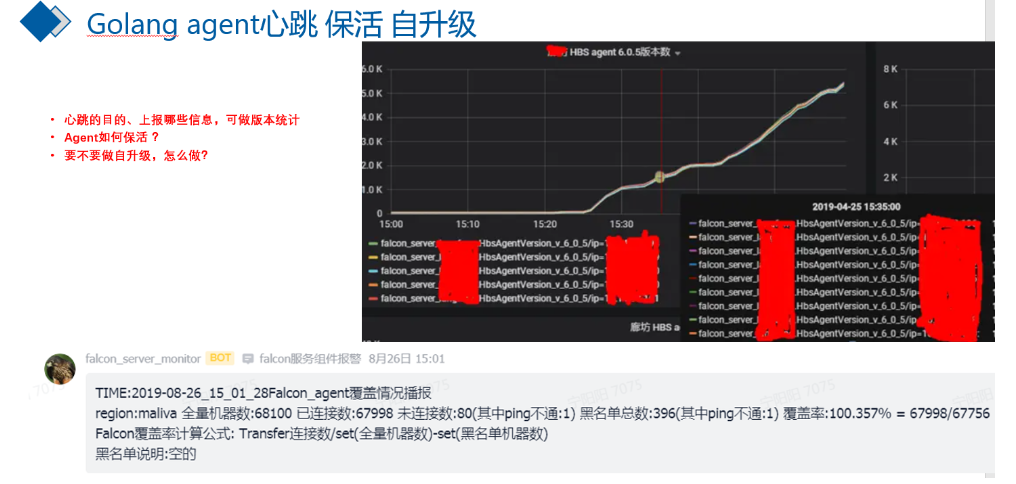 Golang agent心跳 保活 自升级
• 心跳的目的、上报哪些信息，可做版本统计
• Agent如何保活？
• 要不要做自升级，怎么做?
HBS agent 6.0.5版本数
6.0 K
5.0 K
4.0 K
3.0 K
2.0 K
1.0 K
0
15:00 15:10 15:20 15:30
8 K
6 K
4 K
2 K
2019-04-25 15:35:00
falcon_server_ HbsAgentVersion_v_6_0_5/ip=
falcon_server_ HbsAgentVersion_v_6_0_5/ip=
falcon_server_ HbsAgentVersion_v_6_0_5/ip=
falcon_server_ HbsAgentVersion_v_6_0_5/ip=
falcon_server_ HbsAgentVersion_v_6_0_5/ip=
falcon_server_ HbsAgentVersion_v_6_0_5/ip=
falcon_server_ HbsAgentVersion_v_6_0_5/ip=
falcon_server_ HbsAgentVersion_v_6_0_5/ip=
falcon_server_ HbsAgentVersion_v_6_0_5/ip=
falcon_server_ HbsAgentVersion_v_6_0_5/ip=
falcon_server_ HbsAgentVersion_v_6_0_5/ip=
falcon_server_ HbsAgentVersion_v_6_0_5/ip=
falcon_server_ HbsAgentVersion_v_6_0_5/ip=
falcon_server_ HbsAgentVersion_v_6_0_5/ip=
廊坊 HBS a
falcon_server_monitor BOT falcon服务组件报警 8月26日 15:01
TIME:2019-08-26_15_01_28Falcon_agent覆盖情况播报
region:maliva 全量机器数:68100 已连接数:67998 未连接数:80(其中ping不通:1) 黑名单总数:396(其中ping不通:1) 覆盖率:100.357% = 67998/67756
Falcon覆盖率计算公式: Transfer连接数/set(全量机器数)-set(黑名单机器数)
黑名单说明:空的